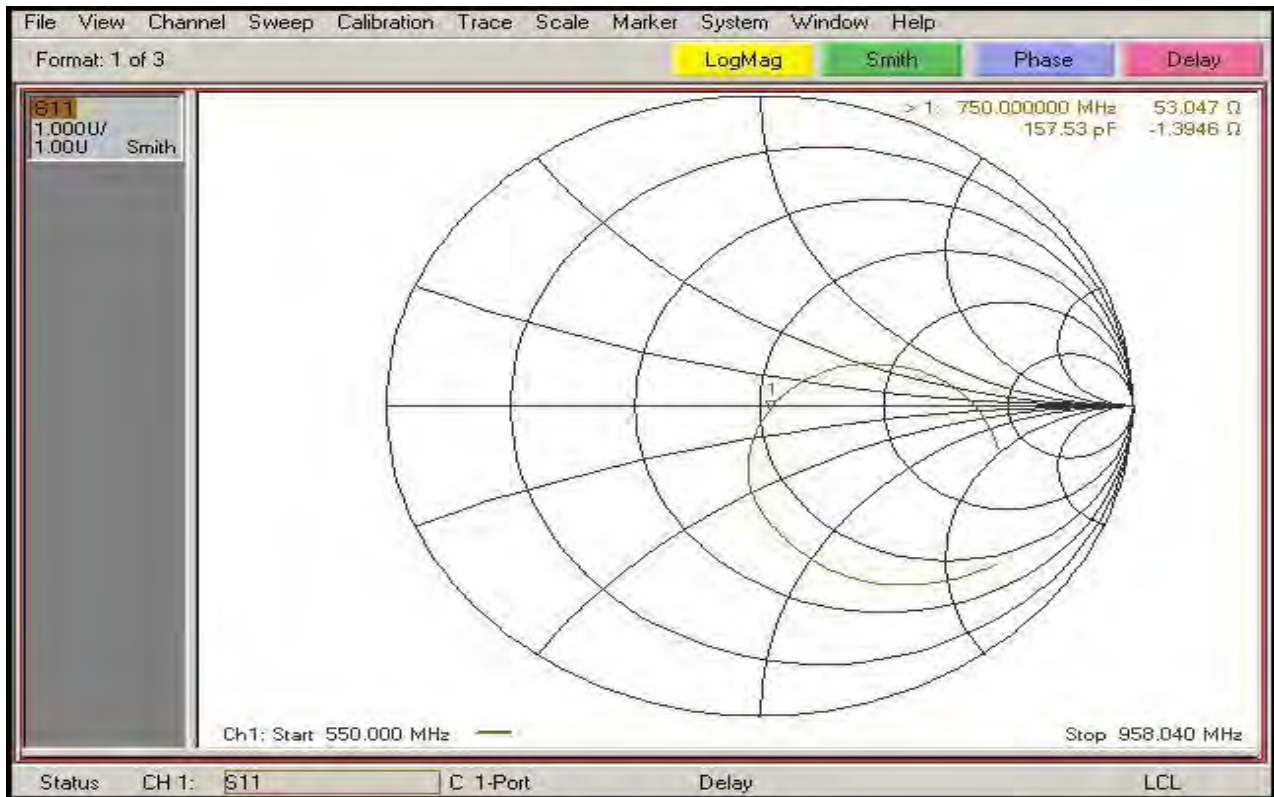 File View Channel Sweep Calibration Trace Scale Marker System Window Help
Format: 1 of 3 LogMag Smith Phase Delay
S11
1.000U/
1.00U Smith
> 1: 750.000000 MHz 53.047 Ω
157.53 pF -1.3946 Ω
1
Ch1: Start 550.000 MHz Stop 958.040 MHz
Status CH 1: S11 C 1-Port Delay LCL